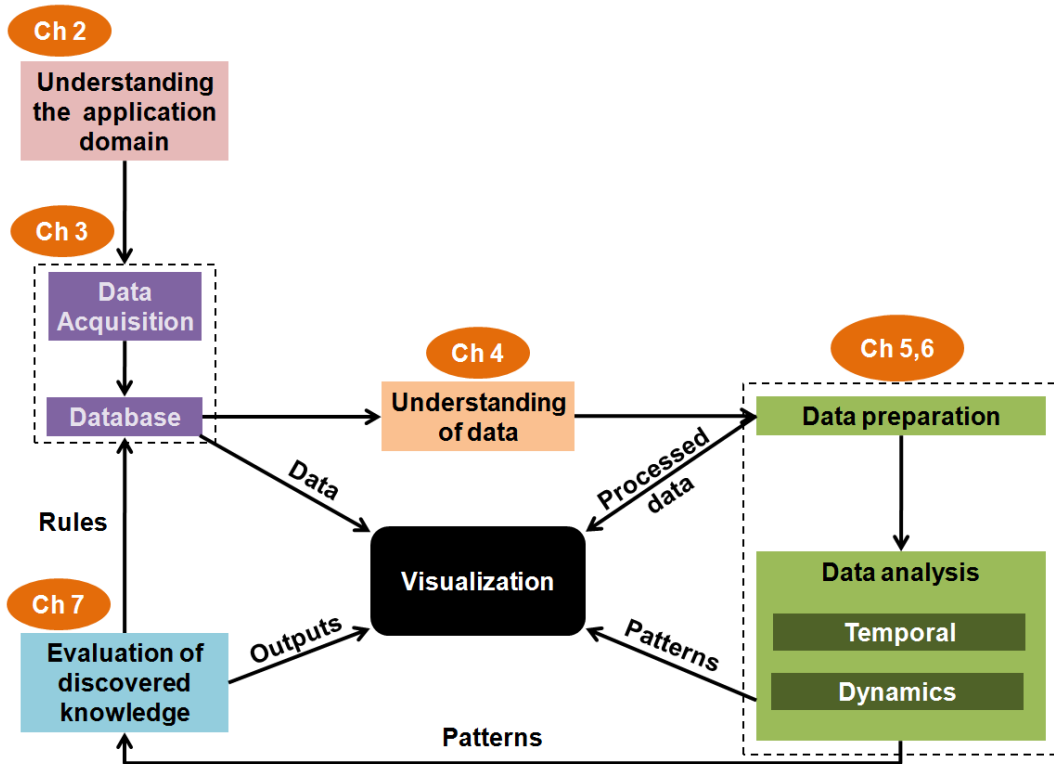 Ch 2
Understanding
the application
domain
Ch 3
Data
Acquisition
Database
Ch 4
Understanding
of data
Ch 5,6
Data preparation
Data
Processed
data
Rules
Visualization
Data analysis
Temporal
Dynamics
Ch 7
Evaluation of
discovered
knowledge
Outputs
Patterns
Patterns